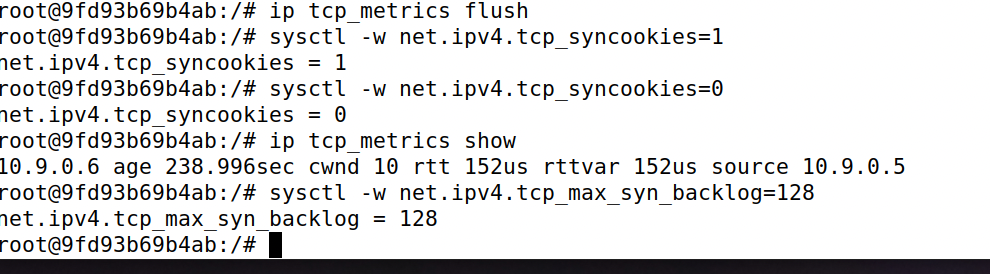 root@9fd93b69b4ab:/# ip tcp_metrics flush
root@9fd93b69b4ab:/# sysctl -w net.ipv4.tcp_syncookies=1
net.ipv4.tcp_syncookies = 1
root@9fd93b69b4ab:/# sysctl -w net.ipv4.tcp_syncookies=0
net.ipv4.tcp_syncookies = 0
root@9fd93b69b4ab:/# ip tcp_metrics show
10.9.0.6 age 238.996sec cwnd 10 rtt 152us rttvar 152us source 10.9.0.5
root@9fd93b69b4ab:/# sysctl -w net.ipv4.tcp_max_syn_backlog=128
net.ipv4.tcp_max_syn_backlog = 128
root@9fd93b69b4ab:/#